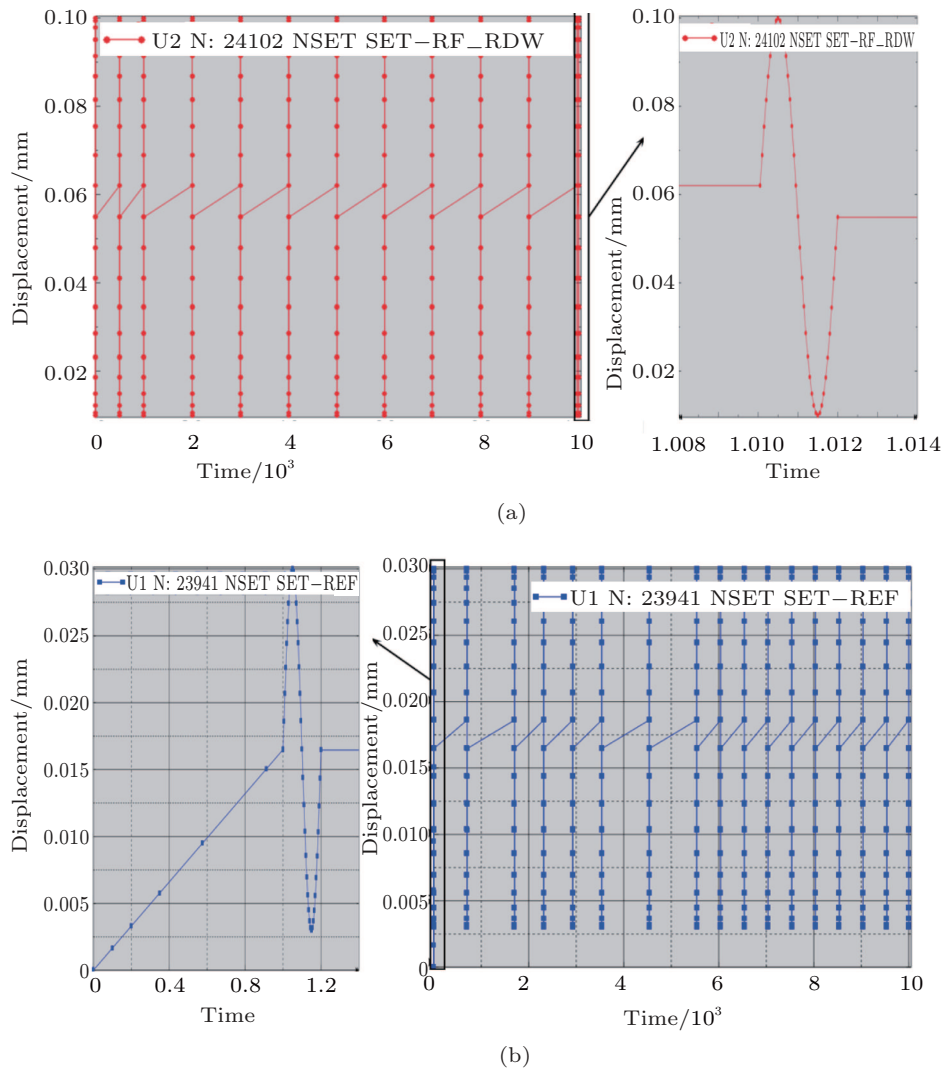 0.10
0.08
0.06
0.04
0.02
Displacement/mm
U2 N: 24102 NSET SET−RF_RDW
0 2 4 6 8 10
Time/10³
0.10
0.08
0.06
0.04
0.02
Displacement/mm
U2 N: 24102 NSET SET−RF_RDW
1.008 1.010 1.012 1.014
Time
(a)
0.030
0.025
0.020
0.015
0.010
0.005
0
Displacement/mm
U1 N: 23941 NSET SET−REF
0 0.4 0.8 1.2
Time
0.030
0.025
0.020
0.015
0.010
0.005
0
Displacement/mm
U1 N: 23941 NSET SET−REF
0 2 4 6 8 10
Time/10³
(b)